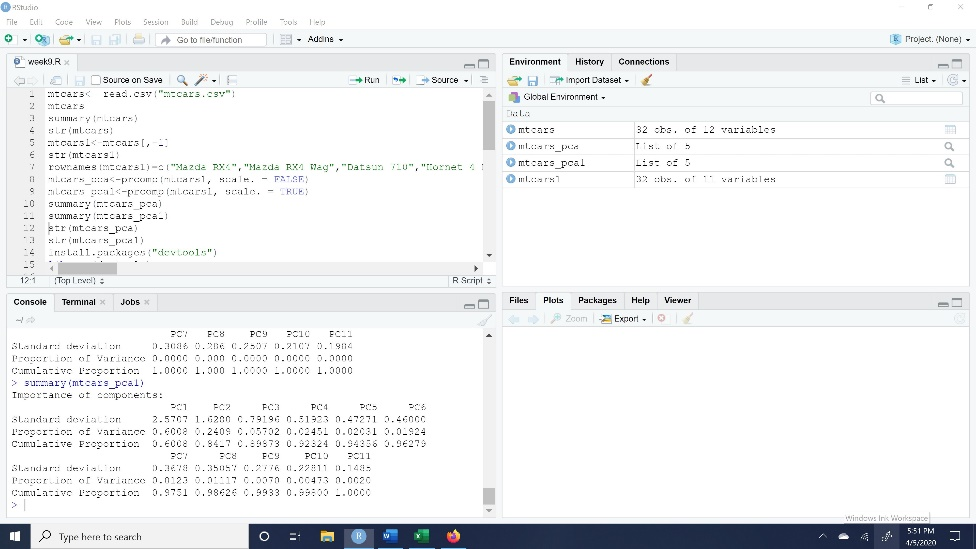 RStudio
File Edit Code View Plots Session Build Debug Profile Tools Help
Go to file/function Addins Project: (None)
week9.R
Source on Save Run Source
1 mtcars<- read.csv("mtcars.csv")
2 mtcars
3 summary(mtcars)
4 str(mtcars)
5 mtcars1<-mtcars[,-1]
6 str(mtcars1)
7 rownames(mtcars1)=c("Mazda RX4","Mazda RX4 Wag","Datsun 710","Hornet 4
8 mtcars_pca<-prcomp(mtcars1, scale. = FALSE)
9 mtcars_pca1<-prcomp(mtcars1, scale. = TRUE)
10 summary(mtcars_pca)
11 summary(mtcars_pca1)
12 str(mtcars_pca)
13 str(mtcars_pca1)
14 install.packages("devtools")
15
12:1 (Top Level) R Script
Console Terminal Jobs
~/
PC7 PC8 PC9 PC10 PC11
Standard deviation 0.3086 0.286 0.2507 0.2107 0.1984
Proportion of Variance 0.0000 0.000 0.0000 0.0000 0.0000
Cumulative Proportion 1.0000 1.000 1.0000 1.0000 1.0000
> summary(mtcars_pca1)
Importance of components:
PC1 PC2 PC3 PC4 PC5 PC6
Standard deviation 2.5707 1.6280 0.79196 0.51923 0.47271 0.46000
Proportion of Variance 0.6008 0.2409 0.05702 0.02451 0.02031 0.01924
Cumulative Proportion 0.6008 0.8417 0.89873 0.92324 0.94356 0.96279
PC7 PC8 PC9 PC10 PC11
Standard deviation 0.3678 0.35057 0.2776 0.22811 0.1485
Proportion of Variance 0.0123 0.01117 0.0070 0.00473 0.0020
Cumulative Proportion 0.9751 0.98626 0.9933 0.99800 1.0000
>
Environment History Connections
Import Dataset List
Global Environment
Data
mtcars 32 obs. of 12 variables
mtcars_pca List of 5
mtcars_pca1 List of 5
mtcars1 32 obs. of 11 variables
Files Plots Packages Help Viewer
Zoom Export
Windows Ink Workspace
Type here to search
5:51 PM
4/5/2020